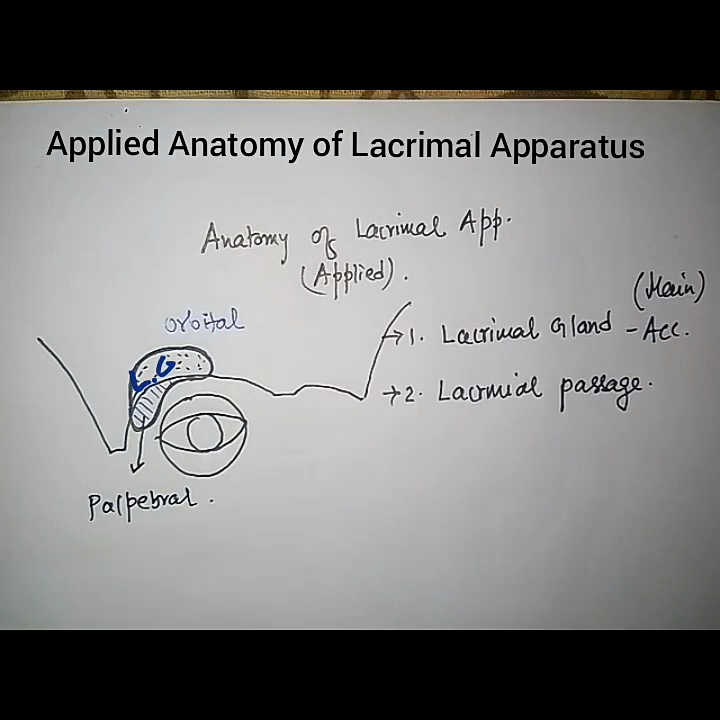 Applied Anatomy of Lacrimal Apparatus
Anatomy of Lacrimal App.
(Applied).
(Main)
orbital
→1. Lacrimal Gland - Acc.
L.G
→2. Lacrmial passage.
Palpebral.